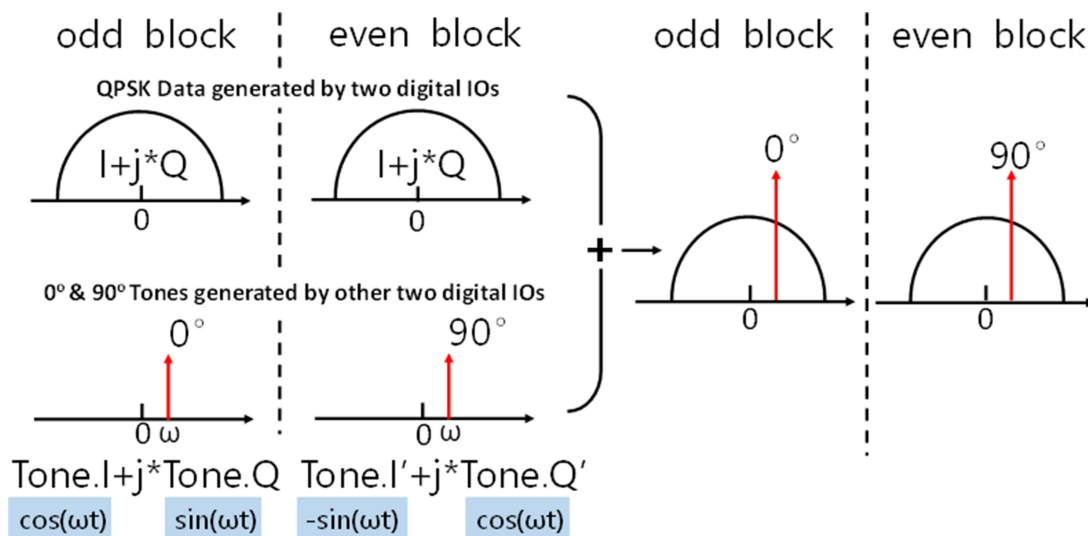 odd block even block odd block even block
QPSK Data generated by two digital IOs
I+j*Q I+j*Q
0 0
0° 90°
0 0
0° & 90° Tones generated by other two digital IOs
0° 90°
+
0 ω 0 ω
Tone.I+j*Tone.Q Tone.I′+j*Tone.Q′
cos(ωt) sin(ωt) -sin(ωt) cos(ωt)